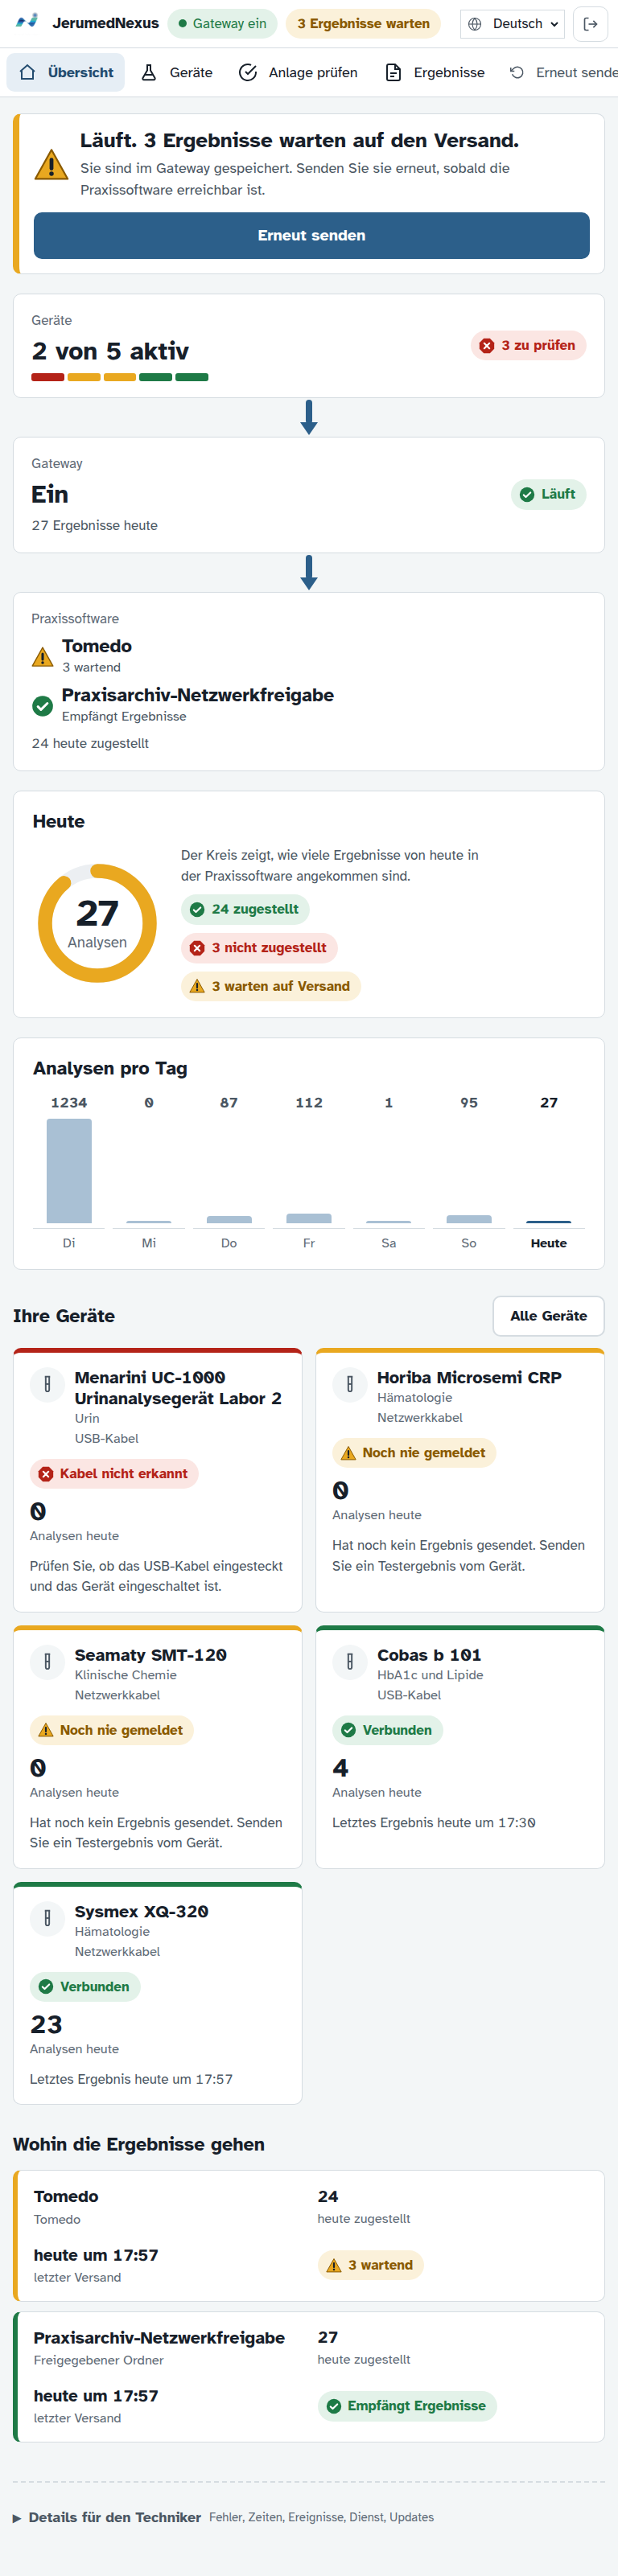 JerumedNexus
Gateway ein
3 Ergebnisse warten
Deutsch
Übersicht
Geräte
Anlage prüfen
Ergebnisse
Erneut sende
Läuft. 3 Ergebnisse warten auf den Versand.
Sie sind im Gateway gespeichert. Senden Sie sie erneut, sobald die
Praxissoftware erreichbar ist.
Erneut senden
Geräte
2 von 5 aktiv
3 zu prüfen
Gateway
Ein
Läuft
27 Ergebnisse heute
Praxissoftware
Tomedo
3 wartend
Praxisarchiv-Netzwerkfreigabe
Empfängt Ergebnisse
24 heute zugestellt
Heute
27
Analysen
Der Kreis zeigt, wie viele Ergebnisse von heute in
der Praxissoftware angekommen sind.
24 zugestellt
3 nicht zugestellt
3 warten auf Versand
Analysen pro Tag
1234 0 87 112 1 95 27
Di Mi Do Fr Sa So Heute
Ihre Geräte
Alle Geräte
Menarini UC-1000
Urinanalysegerät Labor 2
Urin
USB-Kabel
Kabel nicht erkannt
0
Analysen heute
Prüfen Sie, ob das USB-Kabel eingesteckt
und das Gerät eingeschaltet ist.
Horiba Microsemi CRP
Hämatologie
Netzwerkkabel
Noch nie gemeldet
0
Analysen heute
Hat noch kein Ergebnis gesendet. Senden
Sie ein Testergebnis vom Gerät.
Seamaty SMT-120
Klinische Chemie
Netzwerkkabel
Noch nie gemeldet
0
Analysen heute
Hat noch kein Ergebnis gesendet. Senden
Sie ein Testergebnis vom Gerät.
Cobas b 101
HbA1c und Lipide
USB-Kabel
Verbunden
4
Analysen heute
Letztes Ergebnis heute um 17:30
Sysmex XQ-320
Hämatologie
Netzwerkkabel
Verbunden
23
Analysen heute
Letztes Ergebnis heute um 17:57
Wohin die Ergebnisse gehen
Tomedo
Tomedo
24
heute zugestellt
heute um 17:57
letzter Versand
3 wartend
Praxisarchiv-Netzwerkfreigabe
Freigegebener Ordner
27
heute zugestellt
heute um 17:57
letzter Versand
Empfängt Ergebnisse
Details für den Techniker Fehler, Zeiten, Ereignisse, Dienst, Updates